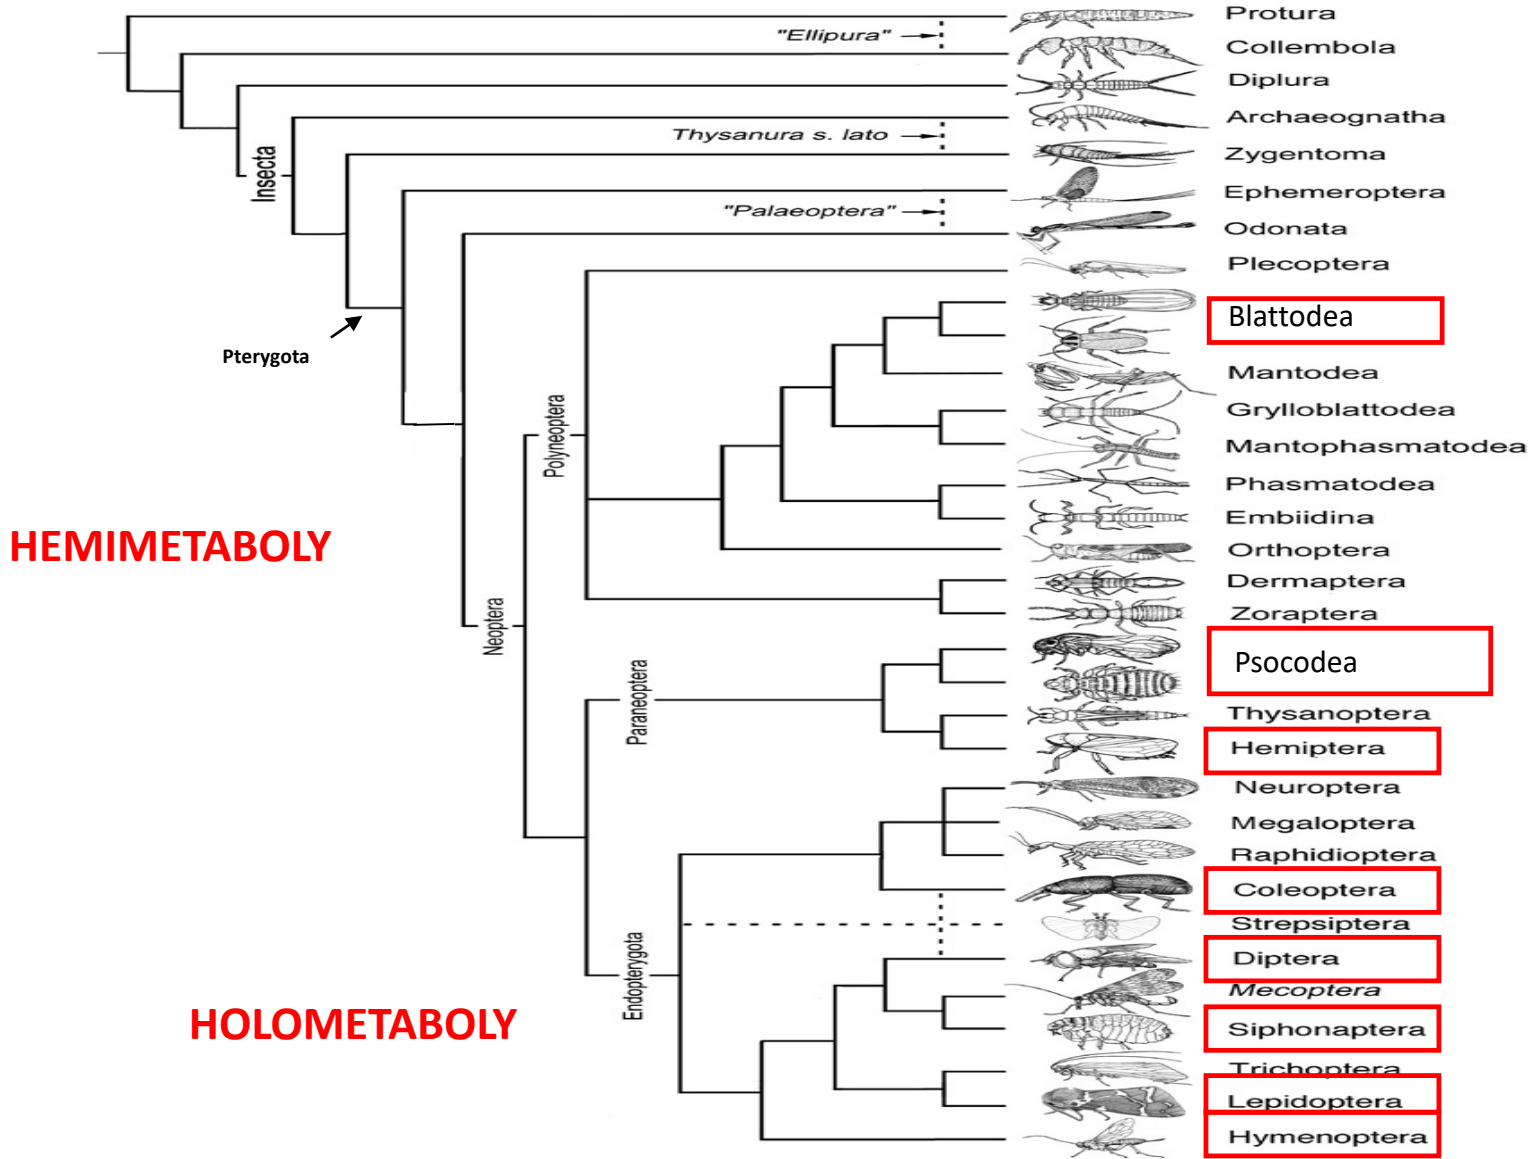 Protura
"Ellipura"
Collembola
Diplura
Archaeognatha
Thysanura s. lato
Insecta
Zygentoma
Ephemeroptera
"Palaeoptera"
Odonata
Plecoptera
Blattodea
Pterygota
Mantodea
Grylloblattodea
Polyneoptera
Mantophasmatodea
Phasmatodea
Embiidina
HEMIMETABOLY
Orthoptera
Dermaptera
Zoraptera
Neoptera
Psocodea
Paraneoptera
Thysanoptera
Hemiptera
Neuroptera
Megaloptera
Raphidioptera
Coleoptera
Strepsiptera
Diptera
Endopterygota
Mecoptera
HOLOMETABOLY
Siphonaptera
Trichoptera
Lepidoptera
Hymenoptera